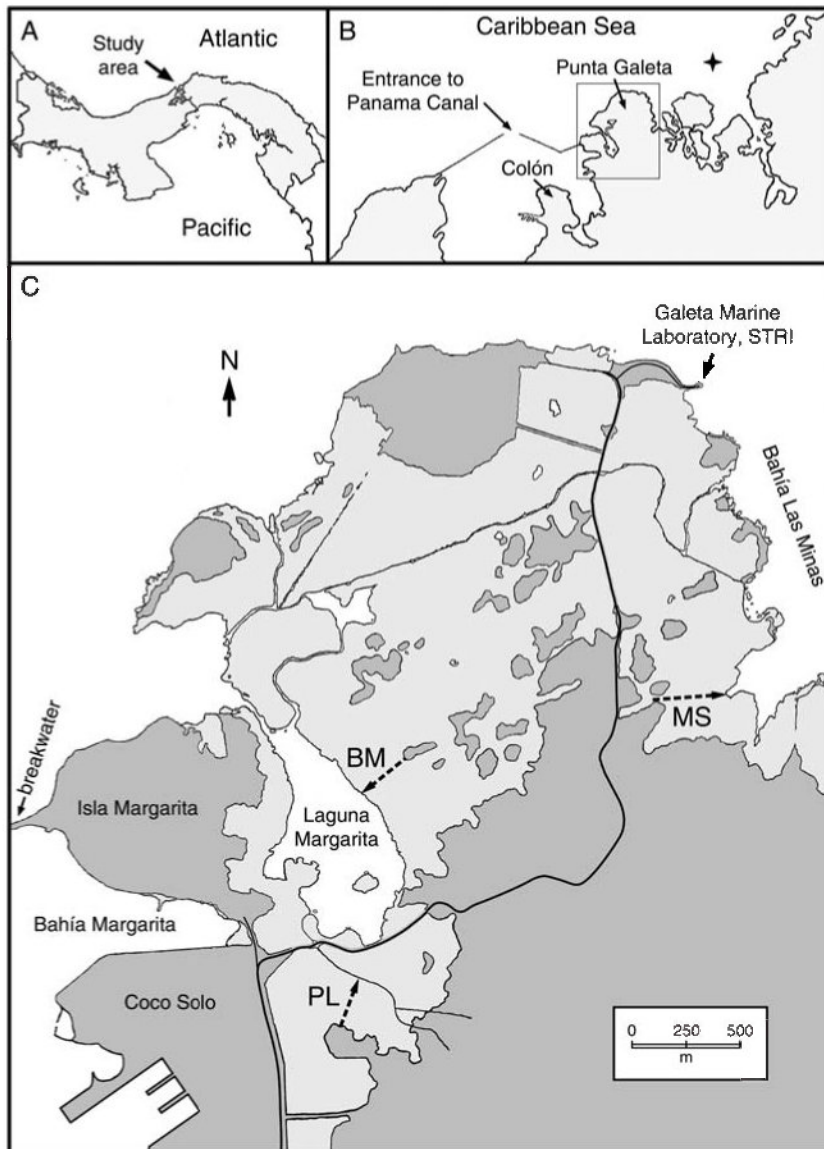 A
Study
area
Atlantic
Pacific
B
Caribbean Sea
Entrance to
Panama Canal
Punta Galeta
Colón
C
N
Galeta Marine
Laboratory, STRI
Bahía Las Minas
MS
BM
breakwater
Isla Margarita
Laguna
Margarita
Bahía Margarita
Coco Solo
PL
0 250 500
m